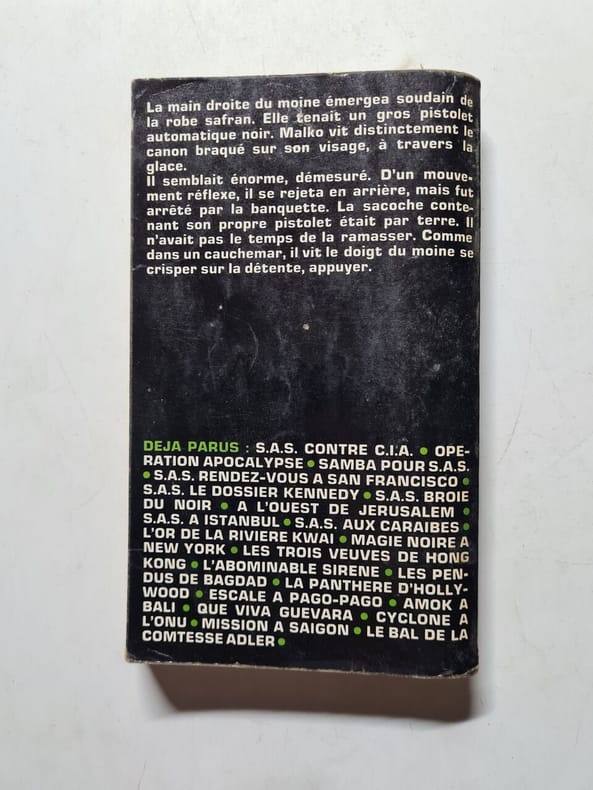 La main droite du moine émergea soudain de
la robe safran. Elle tenait un gros pistolet
automatique noir. Malko vit distinctement le
canon braqué sur son visage, à travers la
glace.
Il semblait énorme, démesuré. D'un mouve-
ment réflexe, il se rejeta en arrière, mais fut
arrêté par la banquette. La sacoche conte-
nant son propre pistolet était par terre. Il
n'avait pas le temps de la ramasser. Comme
dans un cauchemar, il vit le doigt du moine se
crisper sur la détente, appuyer.
DEJA PARUS : S.A.S. CONTRE C.I.A. • OPE-
RATION APOCALYPSE • SAMBA POUR S.A.S.
• S.A.S. RENDEZ-VOUS A SAN FRANCISCO •
S.A.S. LE DOSSIER KENNEDY • S.A.S. BROIE
DU NOIR • A L'OUEST DE JERUSALEM •
S.A.S. A ISTANBUL • S.A.S. AUX CARAIBES •
L'OR DE LA RIVIERE KWAI • MAGIE NOIRE A
NEW YORK • LES TROIS VEUVES DE HONG
KONG • L'ABOMINABLE SIRENE • LES PEN-
DUS DE BAGDAD • LA PANTHERE D'HOLLY-
WOOD • ESCALE A PAGO-PAGO • AMOK A
BALI • QUE VIVA GUEVARA • CYCLONE A
L'ONU • MISSION A SAIGON • LE BAL DE LA
COMTESSE ADLER •